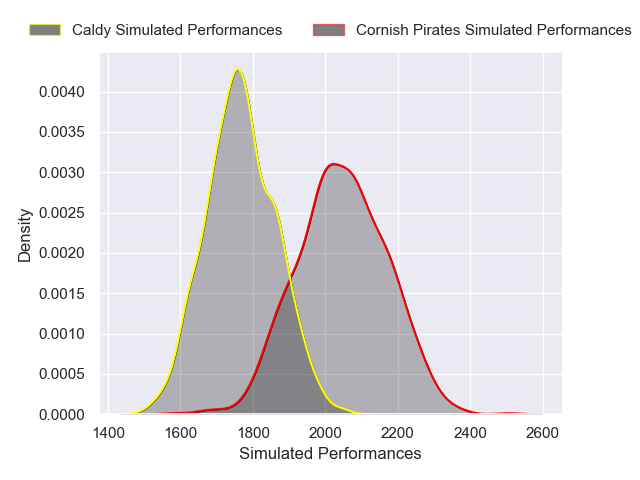 Caldy Simulated Performances
Cornish Pirates Simulated Performances
0.0040
0.0035
0.0030
0.0025
0.0020
0.0015
0.0010
0.0005
0.0000
Density
1400 1600 1800 2000 2200 2400 2600
Simulated Performances